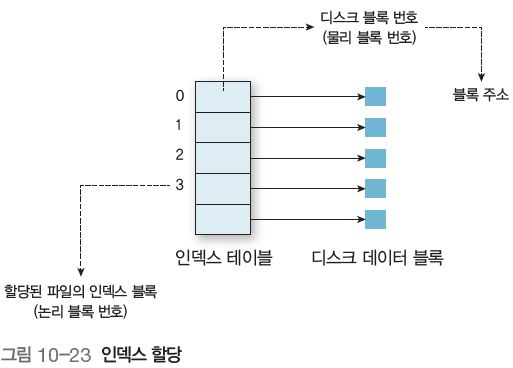 디스크 블록 번호
(물리 블록 번호)
블록 주소
0
1
2
3
인덱스 테이블
디스크 데이터 블록
할당된 파일의 인덱스 블록
(논리 블록 번호)
그림 10-23 인덱스 할당